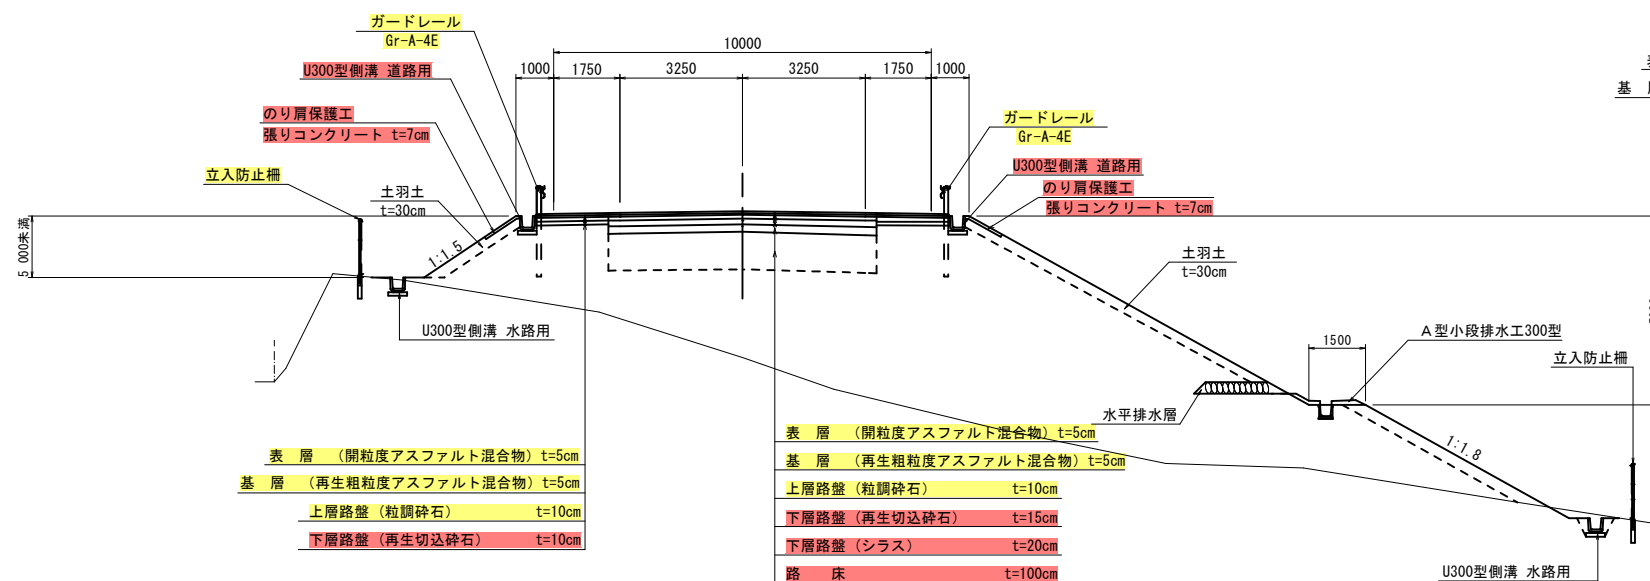 ガードレール
Gr-A-4E
10000
U300型側溝 道路用
1000
1750
3250
3250
1750
1000
基 層
のり肩保護工
張りコンクリート t=7cm
ガードレール
Gr-A-4E
U300型側溝 道路用
立入防止柵
土羽土
t=30cm
のり肩保護工
張りコンクリート t=7cm
5 000未満
1:1.5
土羽土
t=30cm
U300型側溝 水路用
1500
A型小段排水工300型
立入防止柵
水平排水層
1:1.8
表 層 (開粒度アスファルト混合物) t=5cm
基 層 (再生粗粒度アスファルト混合物) t=5cm
上層路盤 (粒調砕石) t=10cm
下層路盤 (再生切込砕石) t=10cm
表 層 (開粒度アスファルト混合物) t=5cm
基 層 (再生粗粒度アスファルト混合物) t=5cm
上層路盤 (粒調砕石) t=10cm
下層路盤 (再生切込砕石) t=15cm
下層路盤 (シラス) t=20cm
路 床 t=100cm
U300型側溝 水路用